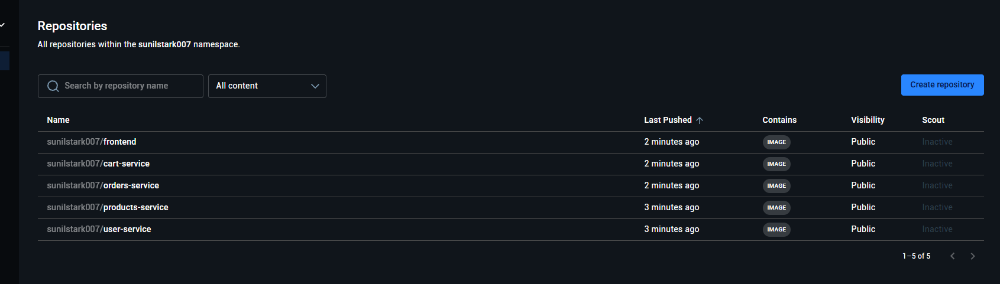 Repositories
All repositories within the sunilstark007 namespace.
Search by repository name
All content
Create repository
Name Last Pushed Contains Visibility Scout
sunilstark007/frontend 2 minutes ago IMAGE Public Inactive
sunilstark007/cart-service 2 minutes ago IMAGE Public Inactive
sunilstark007/orders-service 2 minutes ago IMAGE Public Inactive
sunilstark007/products-service 3 minutes ago IMAGE Public Inactive
sunilstark007/user-service 3 minutes ago IMAGE Public Inactive
1–5 of 5